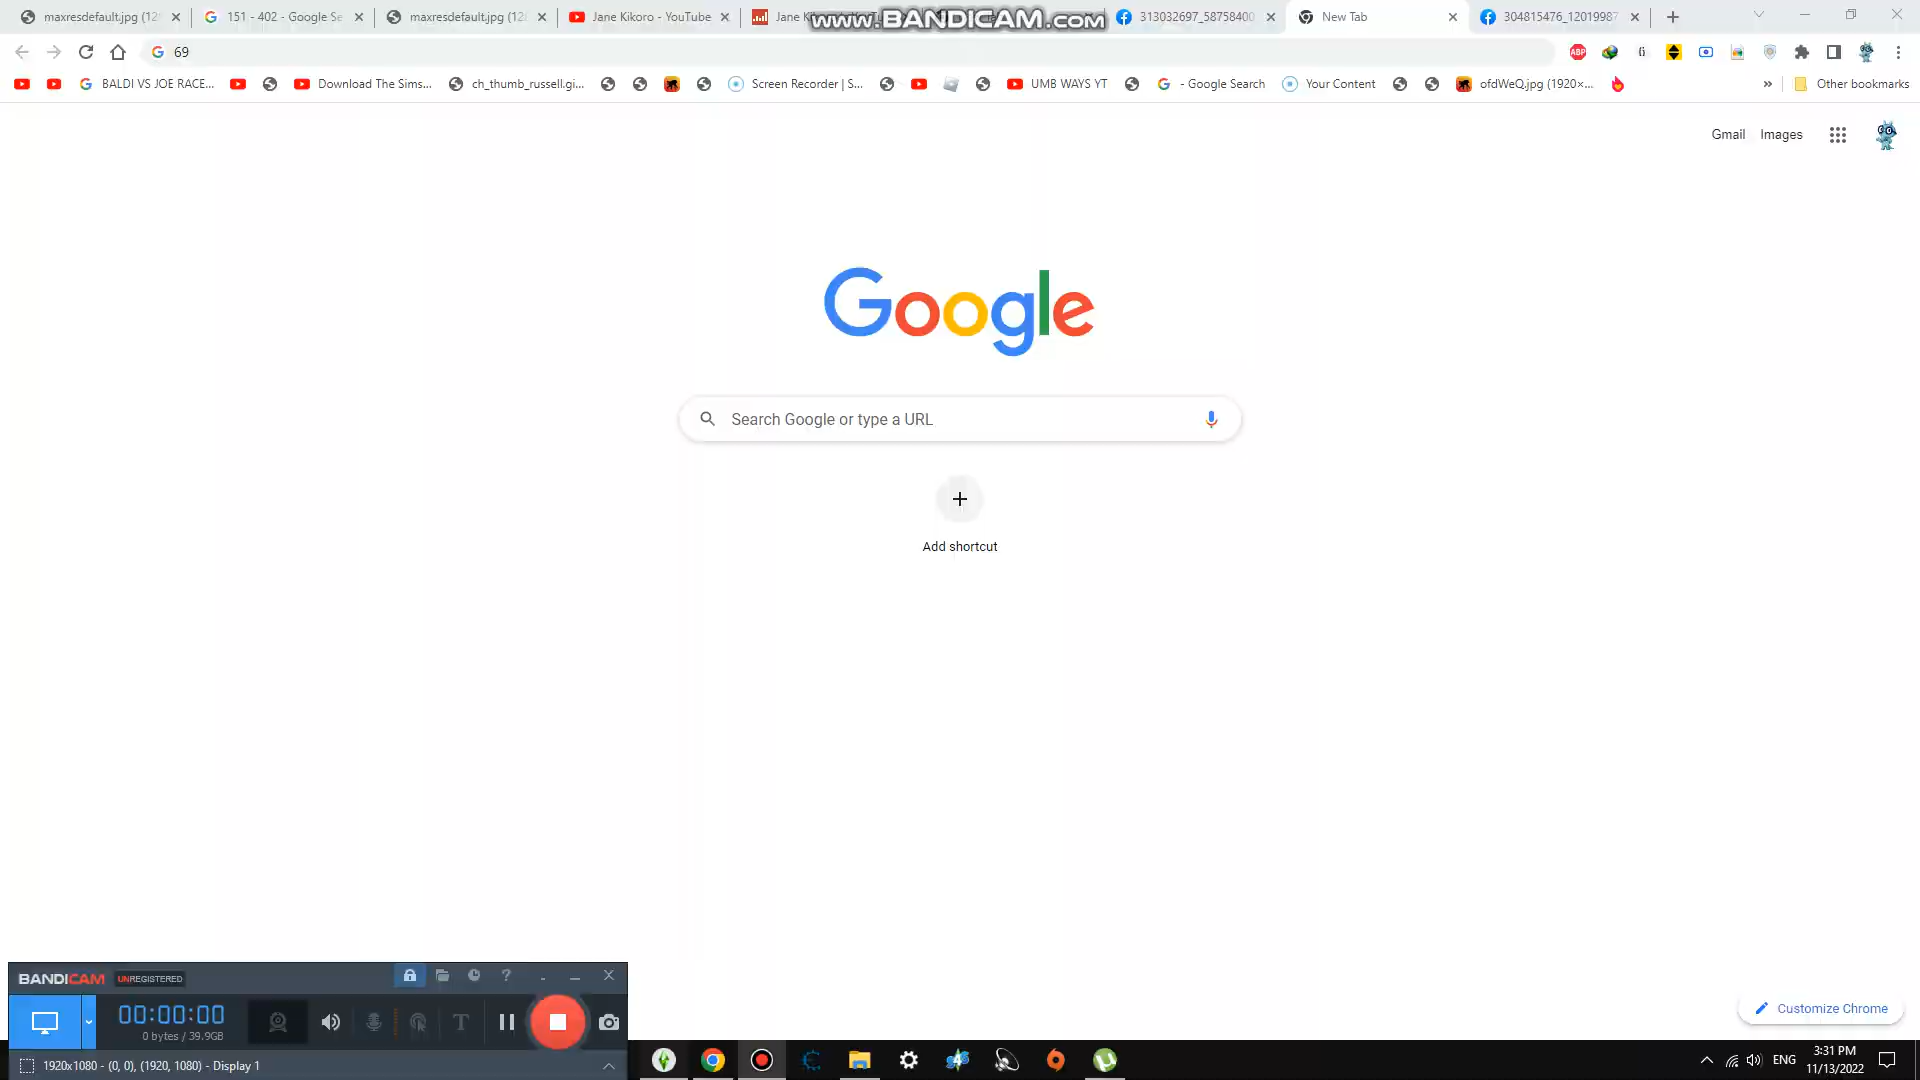 maxresdefault.jpg (12
151 - 402 - Google Se
maxresdefault.jpg (128
Jane Kikoro - YouTube
www.BANDICAM.com
313032697_58758400
New Tab
304815476_12019987
69
BALDI VS JOE RACE...
Download The Sims...
ch_thumb_russell.gi...
Screen Recorder | S...
UMB WAYS YT
- Google Search
Your Content
ofdWeQ.jpg (1920×...
»
Other bookmarks
ABP
Gmail
Images
Google
Search Google or type a URL
Add shortcut
Customize Chrome
BANDICAM UNREGISTERED
00:00:00
0 bytes / 39.9GB
1920x1080 - (0, 0), (1920, 1080) - Display 1
ENG
3:31 PM
11/13/2022